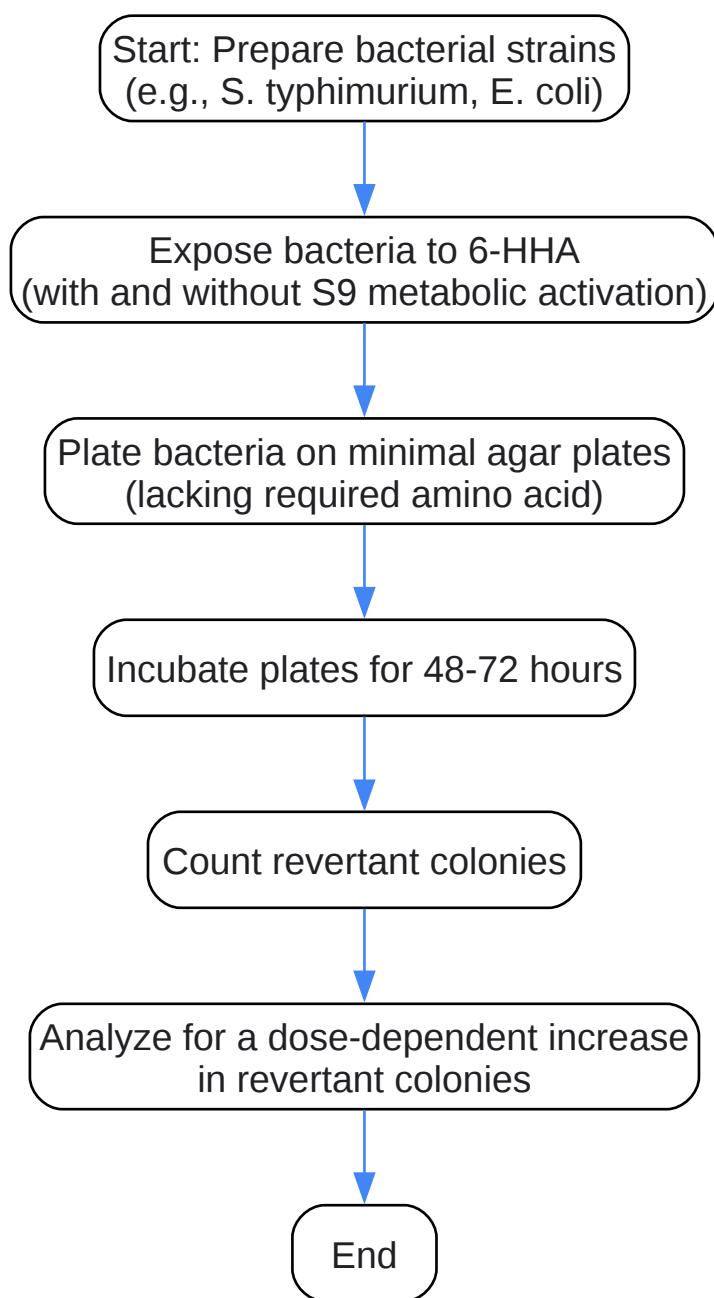 Start: Prepare bacterial strains
(e.g., S. typhimurium, E. coli)
Expose bacteria to 6-HHA
(with and without S9 metabolic activation)
Plate bacteria on minimal agar plates
(lacking required amino acid)
Incubate plates for 48-72 hours
Count revertant colonies
Analyze for a dose-dependent increase
in revertant colonies
End